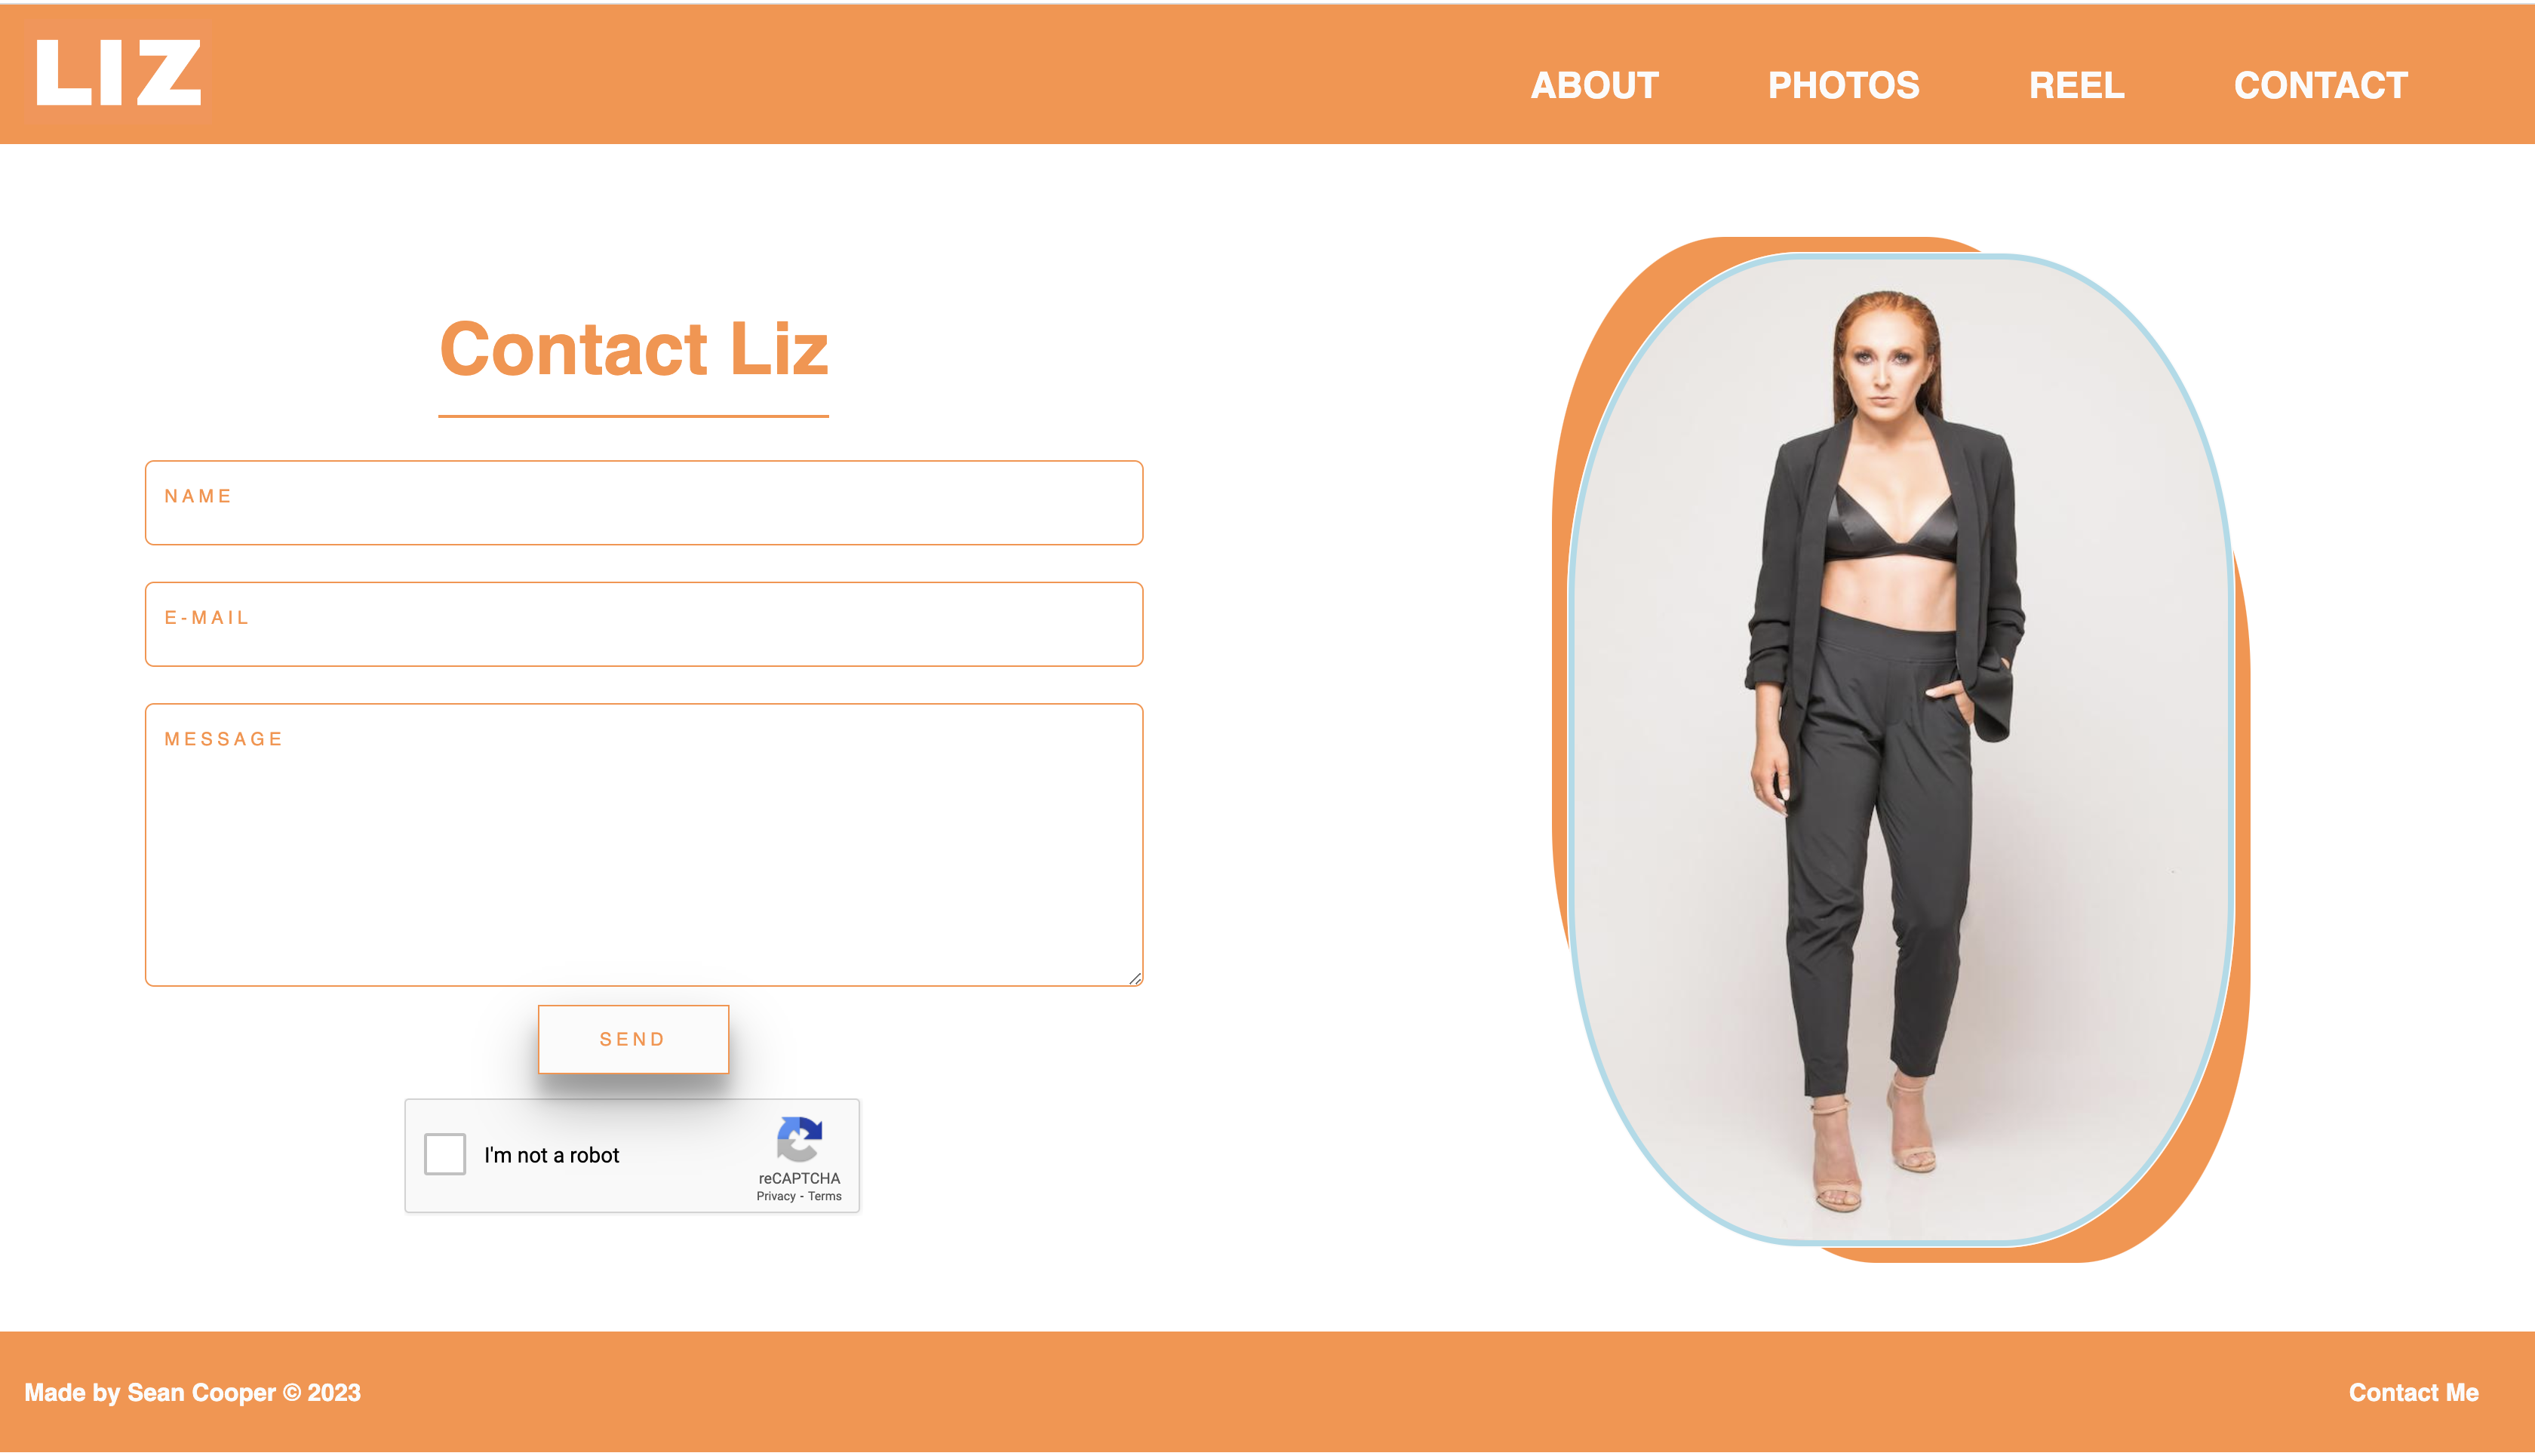 LIZ
ABOUT PHOTOS REEL CONTACT
Contact Liz
NAME
E-MAIL
MESSAGE
SEND
I'm not a robot
reCAPTCHA
Privacy - Terms
Made by Sean Cooper © 2023
Contact Me